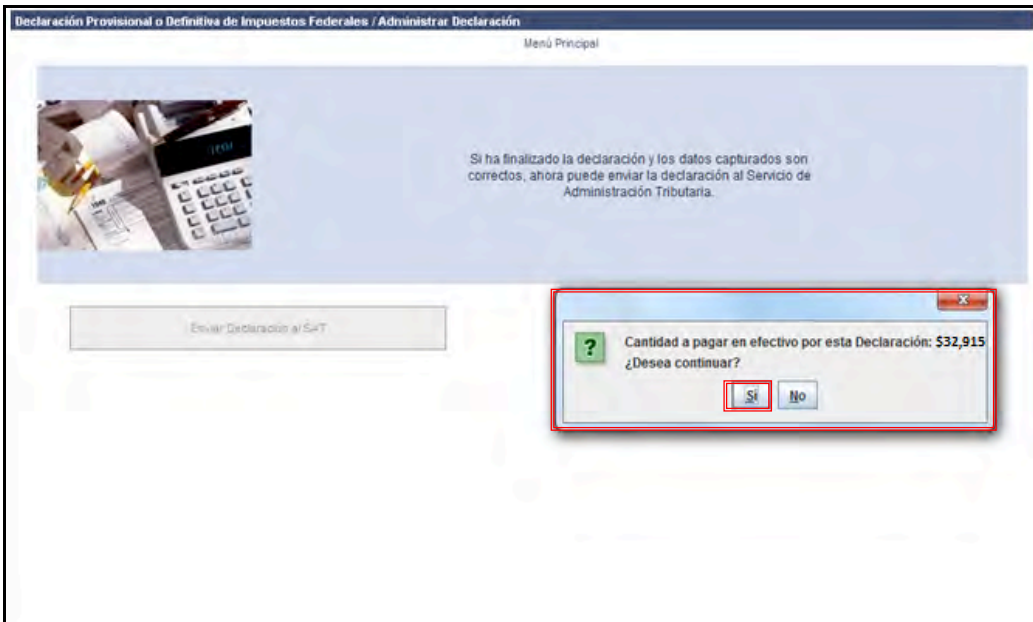 Declaración Provisional o Definitiva de Impuestos Federales / Administrar Declaración
Menú Principal
Si ha finalizado la declaración y los datos capturados son
correctos, ahora puede enviar la declaración al Servicio de
Administración Tributaria.
Enviar Declaración al SAT
Cantidad a pagar en efectivo por esta Declaración: $32,915
¿Desea continuar?
Si No